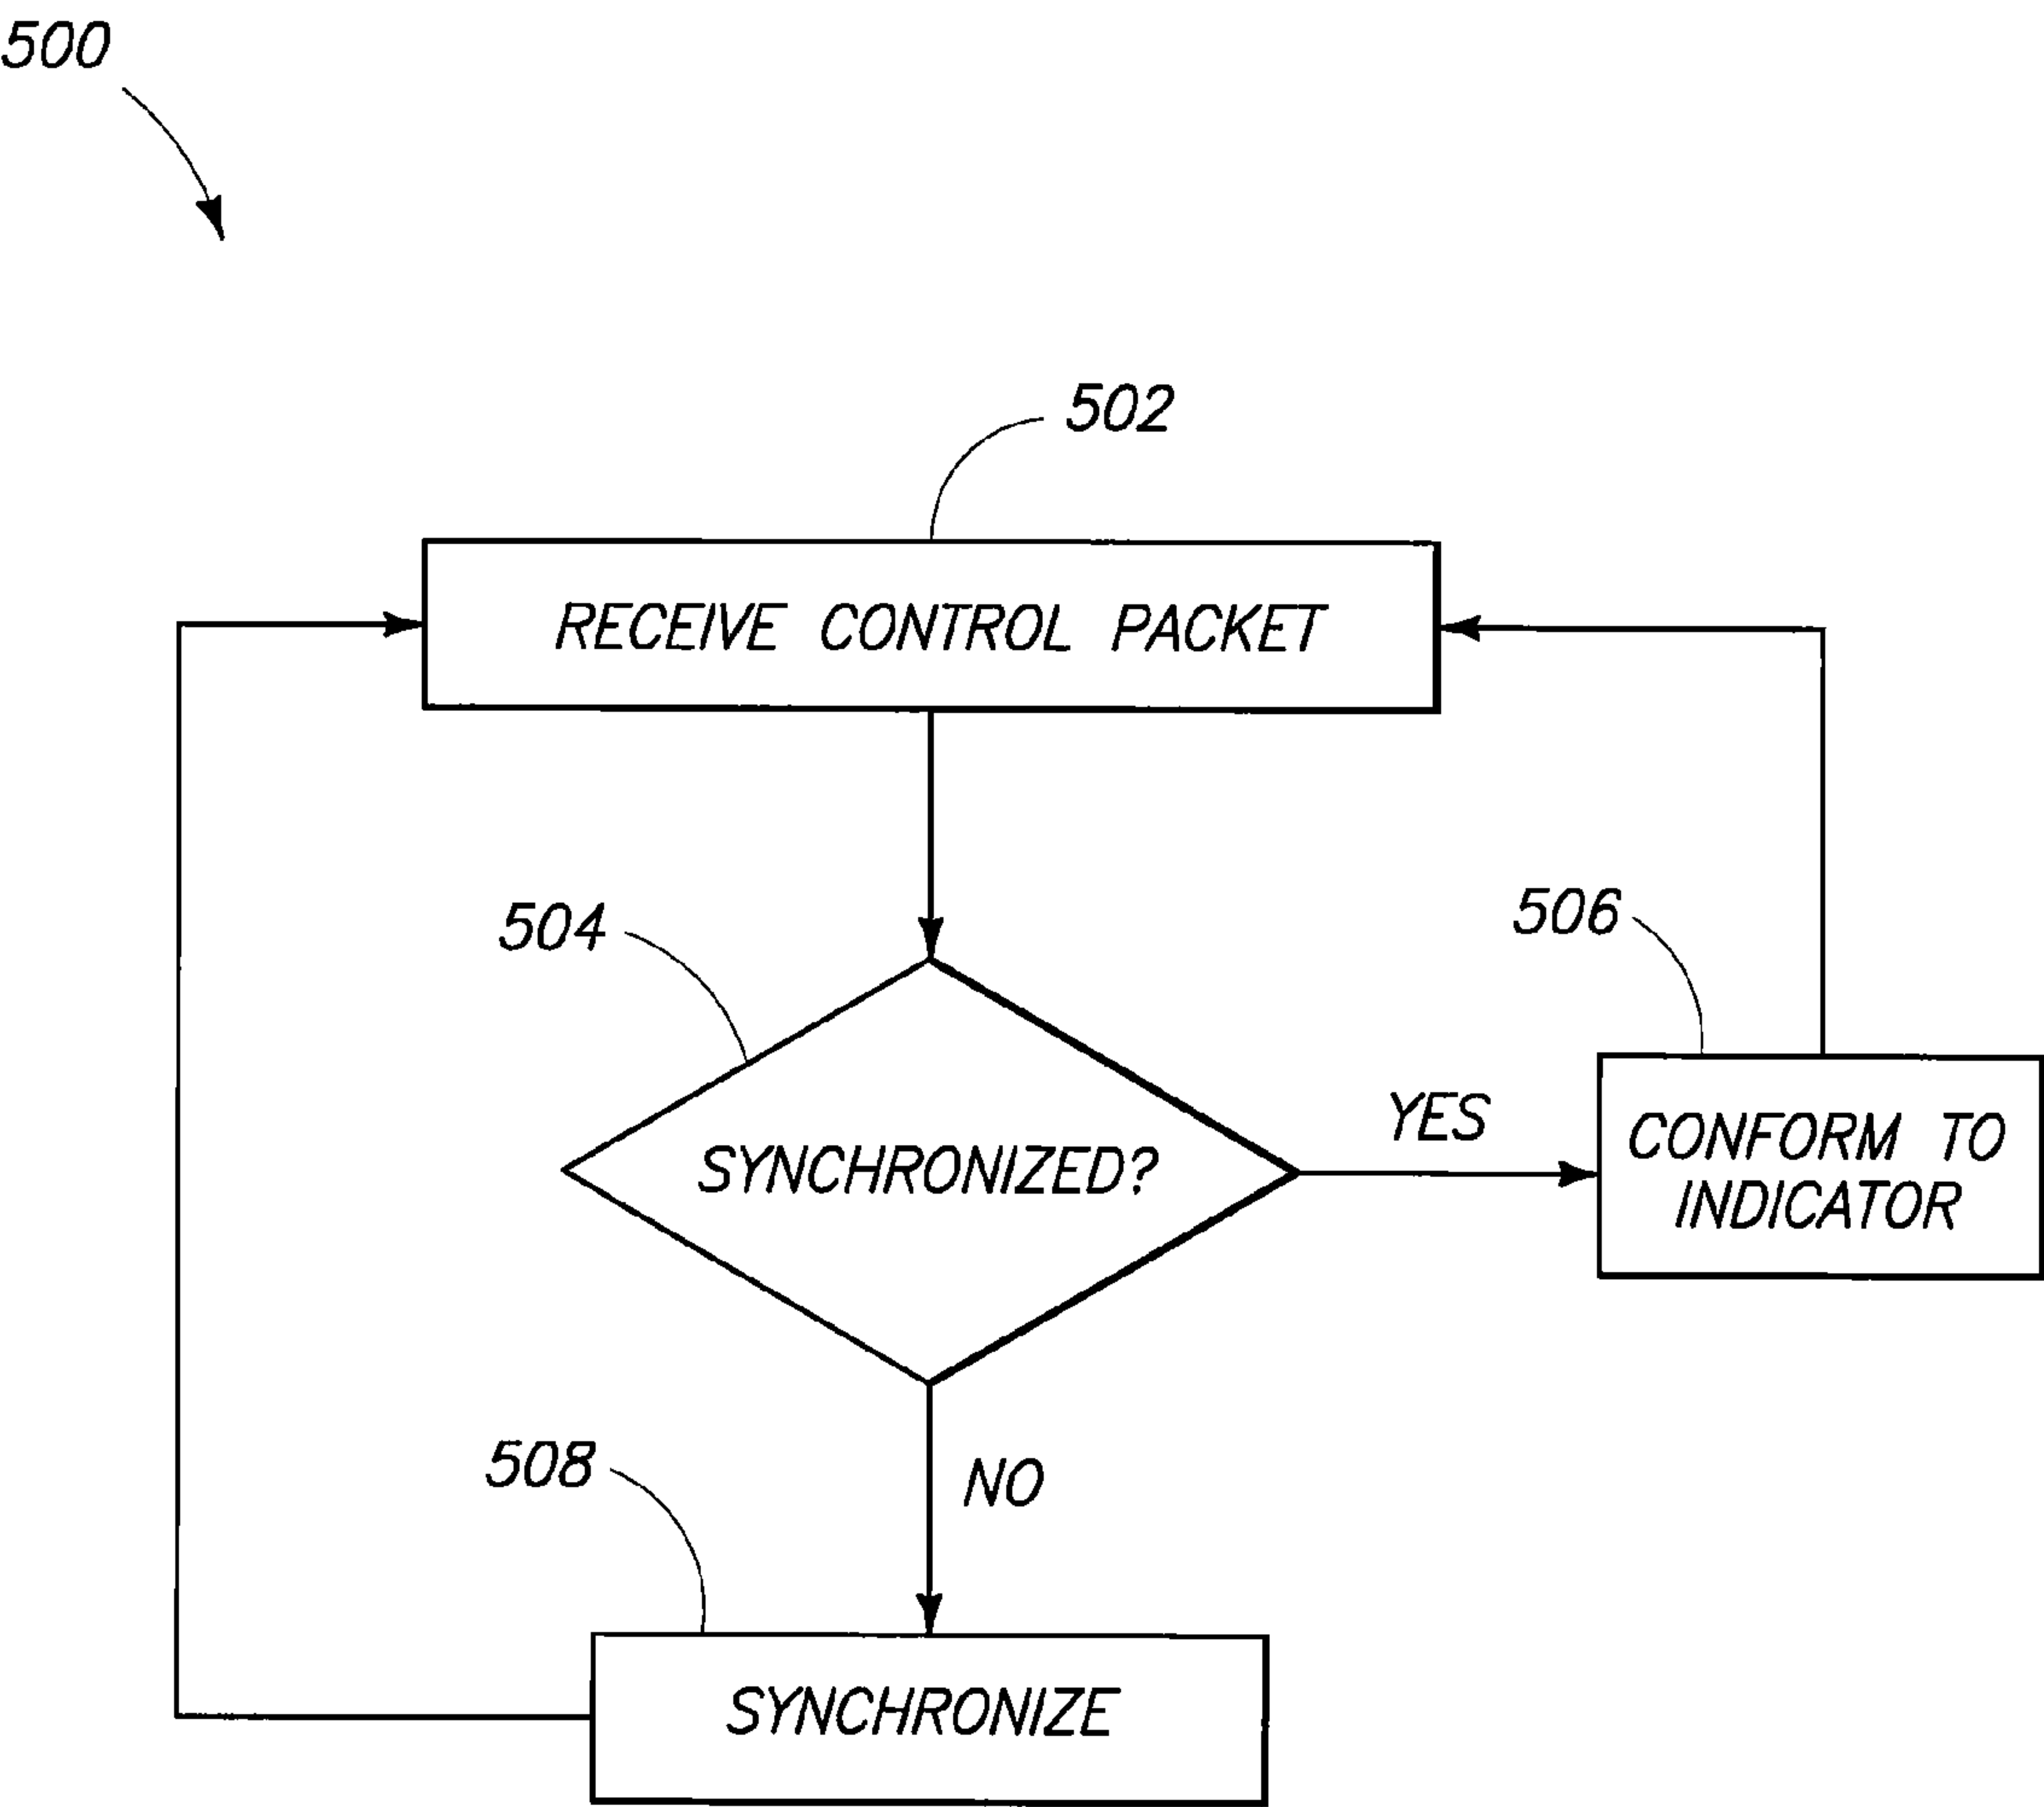 500
502
RECEIVE CONTROL PACKET
504
506
YES
CONFORM TO
INDICATOR
SYNCHRONIZED?
508
NO
SYNCHRONIZE